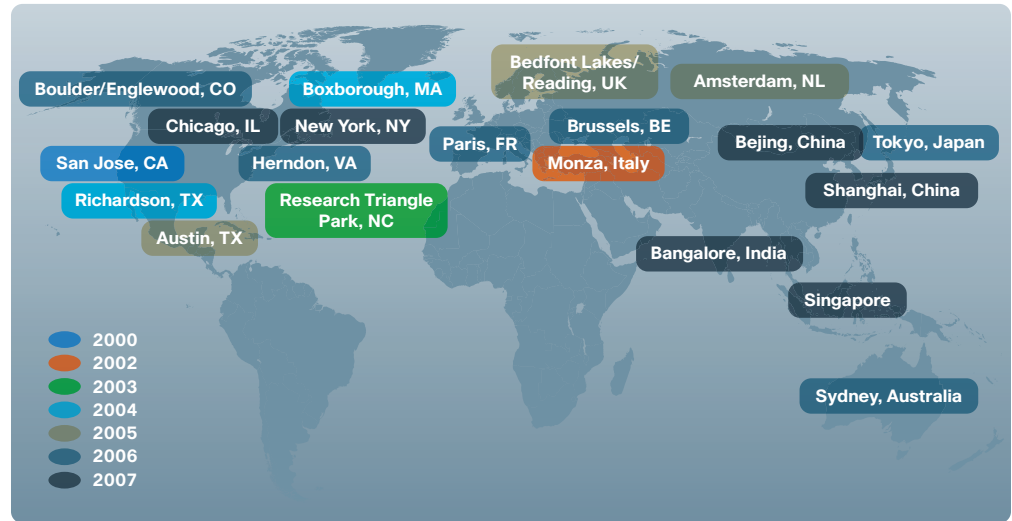 Bedfont Lakes/
Reading, UK
Amsterdam, NL
Boulder/Englewood, CO
Boxborough, MA
Chicago, IL
New York, NY
Paris, FR
Brussels, BE
Bejing, China
Tokyo, Japan
San Jose, CA
Herndon, VA
Monza, Italy
Shanghai, China
Richardson, TX
Research Triangle
Park, NC
Austin, TX
Bangalore, India
Singapore
Sydney, Australia
2000
2002
2003
2004
2005
2006
2007